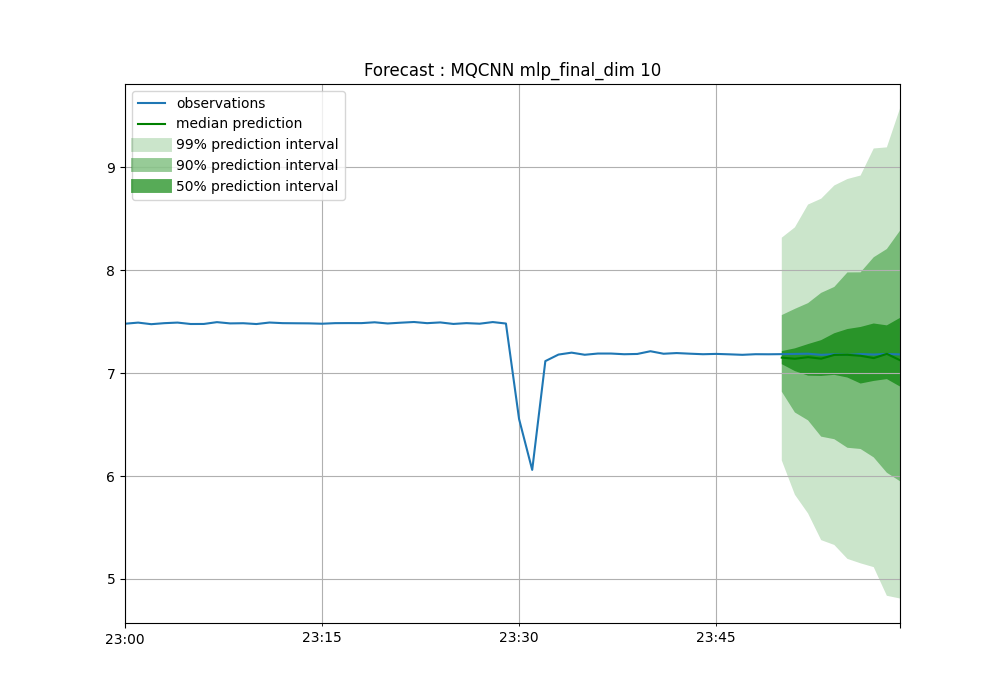 Forecast : MQCNN mlp_final_dim 10
observations
median prediction
99% prediction interval
90% prediction interval
50% prediction interval
9
8
7
6
5
23:00 23:15 23:30 23:45